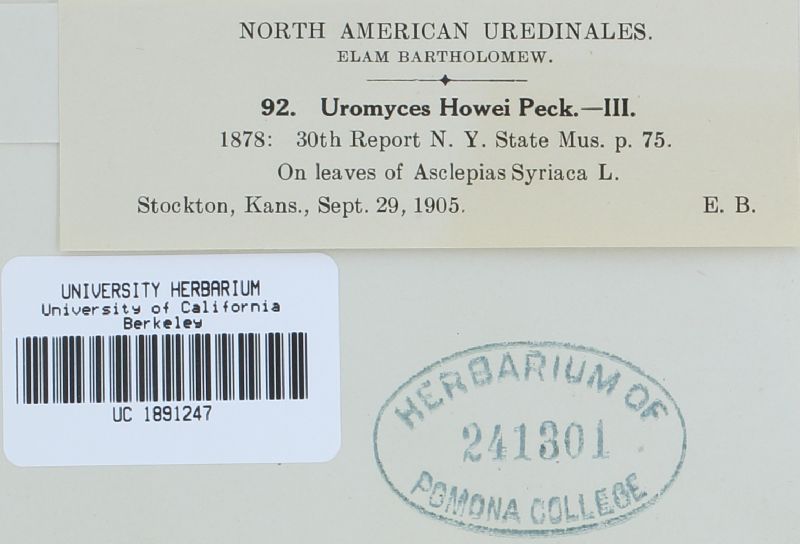 NORTH AMERICAN UREDINALES.
ELAM BARTHOLOMEW.
92. Uromyces Howei Peck.—III.
1878: 30th Report N. Y. State Mus. p. 75.
On leaves of Asclepias Syriaca L.
Stockton, Kans., Sept. 29, 1905. E. B.
UNIVERSITY HERBARIUM
University of California
Berkeley
UC 1891247
HERBARIUM OF
241301
POMONA COLLEGE